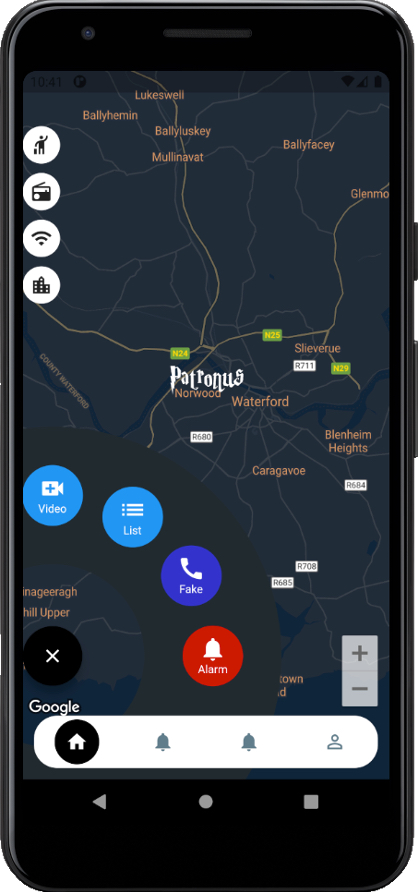 10:41
Lukeswell
Ballyhemin
Ballyluskey
Mullinavat
Ballyfacey
Glenmo
N25
N24
Slieverue
R711
N29
COUNTY WATERFORD
Patronus
Norwood
Waterford
R680
Blenheim
Heights
Caragavoe
R684
Video
List
R708
Fake
R685
inageeragh
hill Upper
Alarm
town
d
Google